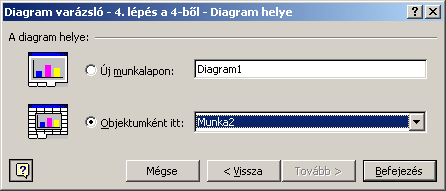 Diagram varázsló - 4. lépés a 4-ből - Diagram helye
A diagram helye:
Új munkalapon: Diagram1
Objektumként itt: Munka2
Mégse < Vissza Tovább > Befejezés